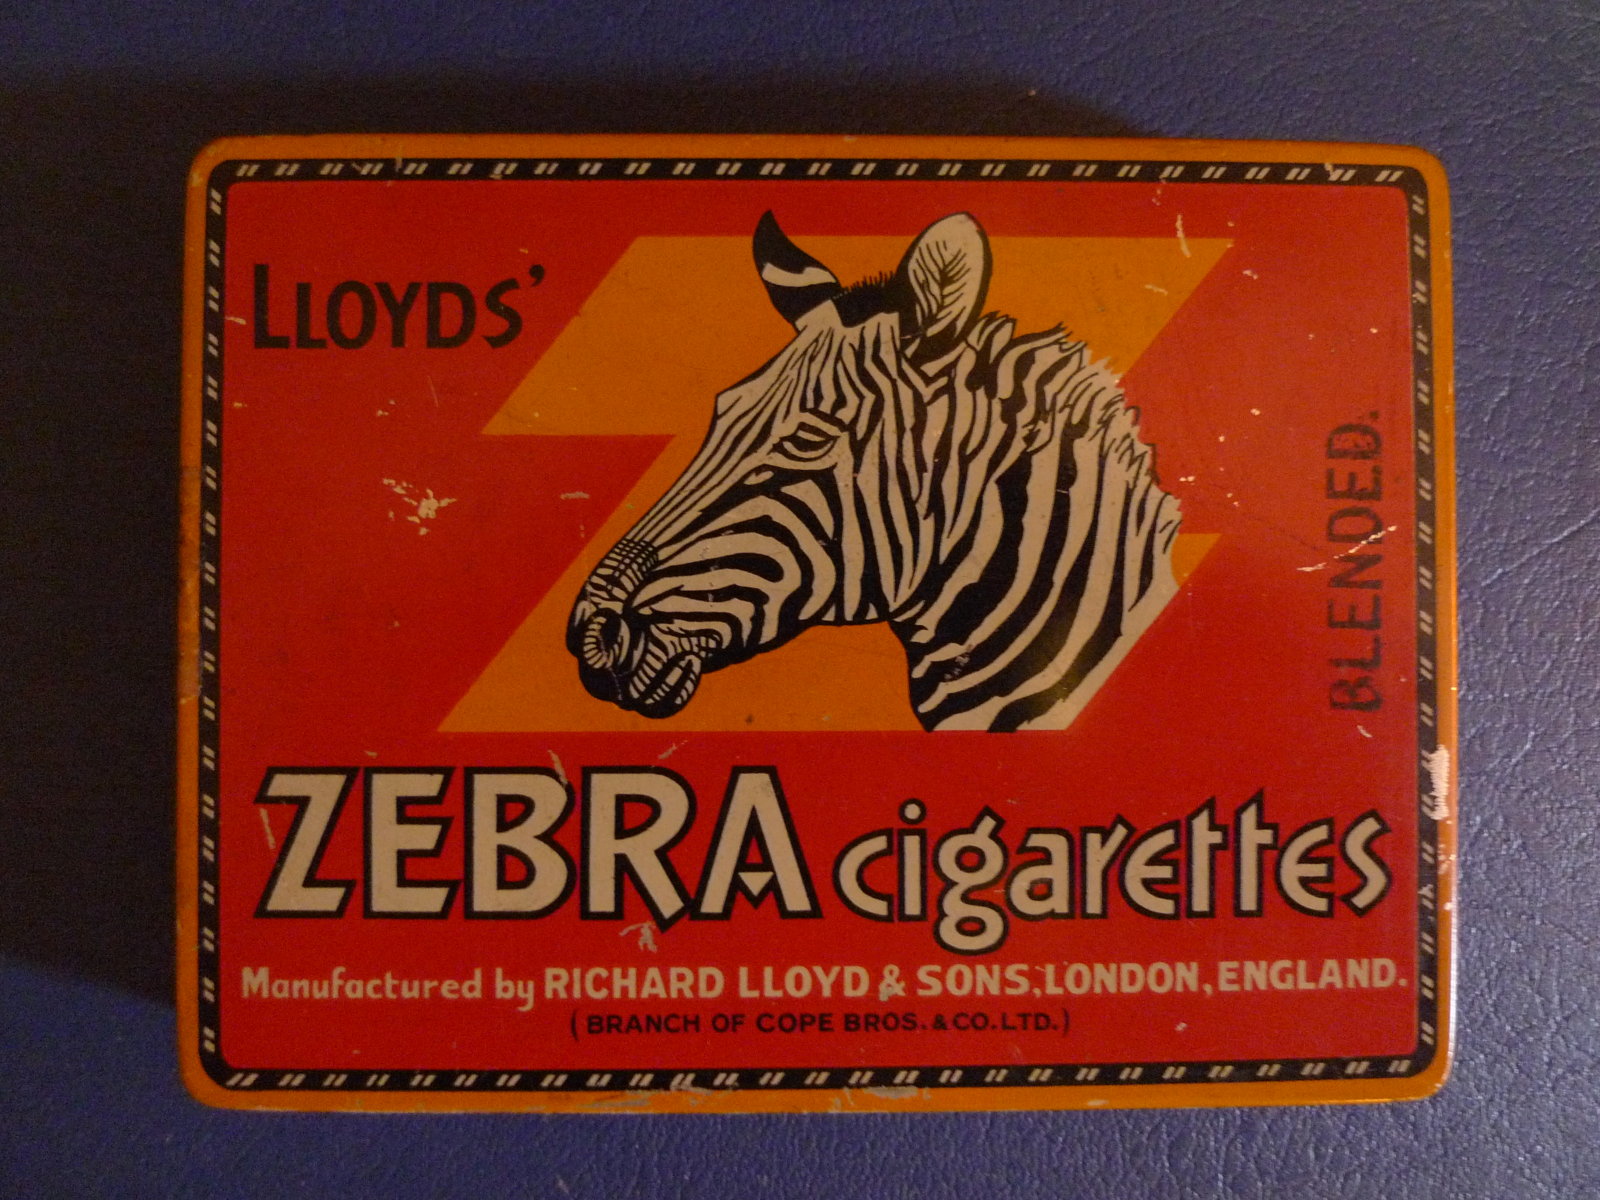 LLOYDS'
BLENDED.
ZEBRA cigarettes
Manufactured by RICHARD LLOYD & SONS, LONDON, ENGLAND.
(BRANCH OF COPE BROS. & CO. LTD.)